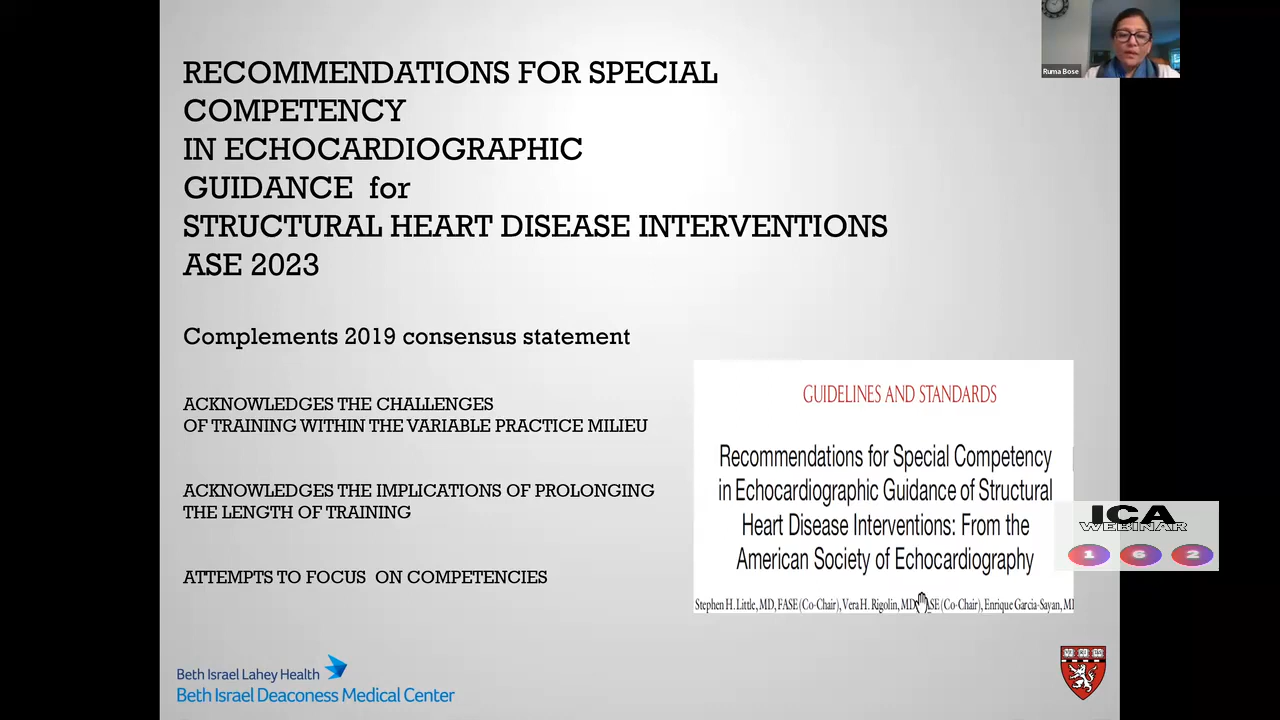 RECOMMENDATIONS FOR SPECIAL
COMPETENCY
IN ECHOCARDIOGRAPHIC
GUIDANCE for
STRUCTURAL HEART DISEASE INTERVENTIONS
ASE 2023
Complements 2019 consensus statement
ACKNOWLEDGES THE CHALLENGES
OF TRAINING WITHIN THE VARIABLE PRACTICE MILIEU
ACKNOWLEDGES THE IMPLICATIONS OF PROLONGING
THE LENGTH OF TRAINING
ATTEMPTS TO FOCUS ON COMPETENCIES
GUIDELINES AND STANDARDS
Recommendations for Special Competency
in Echocardiographic Guidance of Structural
Heart Disease Interventions: From the
American Society of Echocardiography
Stephen H. Little, MD, FASE (Co-Chair), Vera H. Rigolin, MD, ASE (Co-Chair), Enrique Garcia-Sayan, MD
Ruma Bose
ICA
WEBINAR
1 6 2
Beth Israel Lahey Health
Beth Israel Deaconess Medical Center